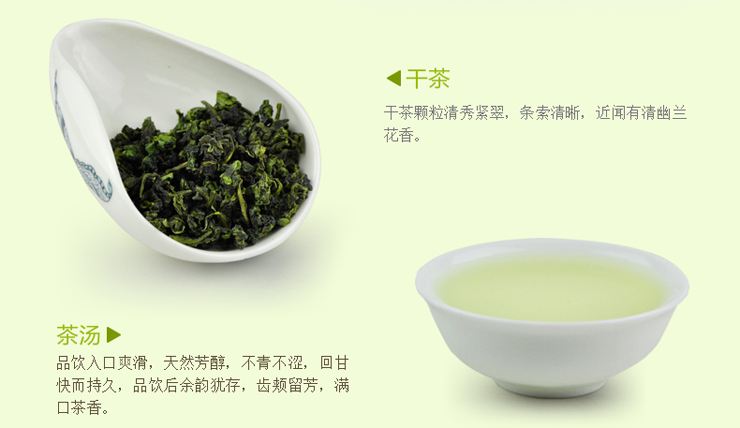 干茶
干茶颗粒清秀紧翠，条索清晰，近闻有清幽兰
花香。
茶汤
品饮入口爽滑，天然芳醇，不青不涩，回甘
快而持久，品饮后余韵犹存，齿颊留芳，满
口茶香。